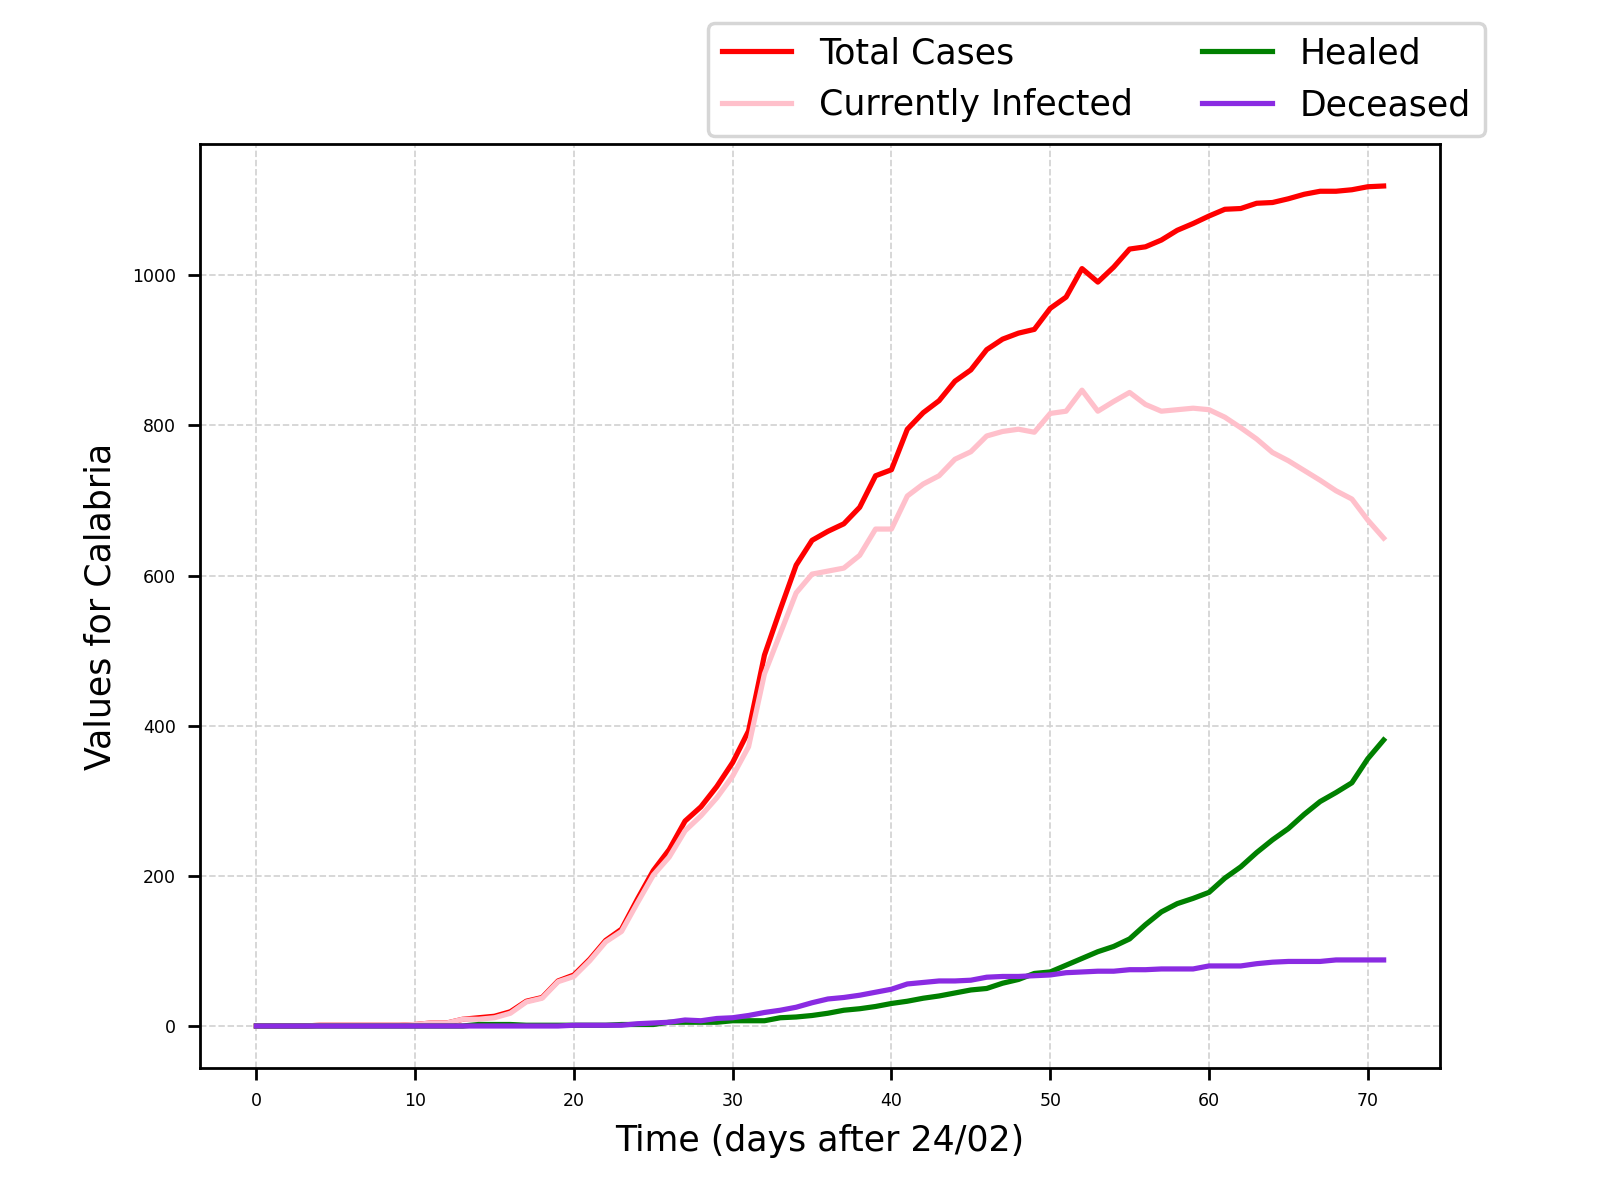 Total Cases Healed
Currently Infected Deceased
1000
800
600
400
200
0
Values for Calabria
0 10 20 30 40 50 60 70
Time (days after 24/02)